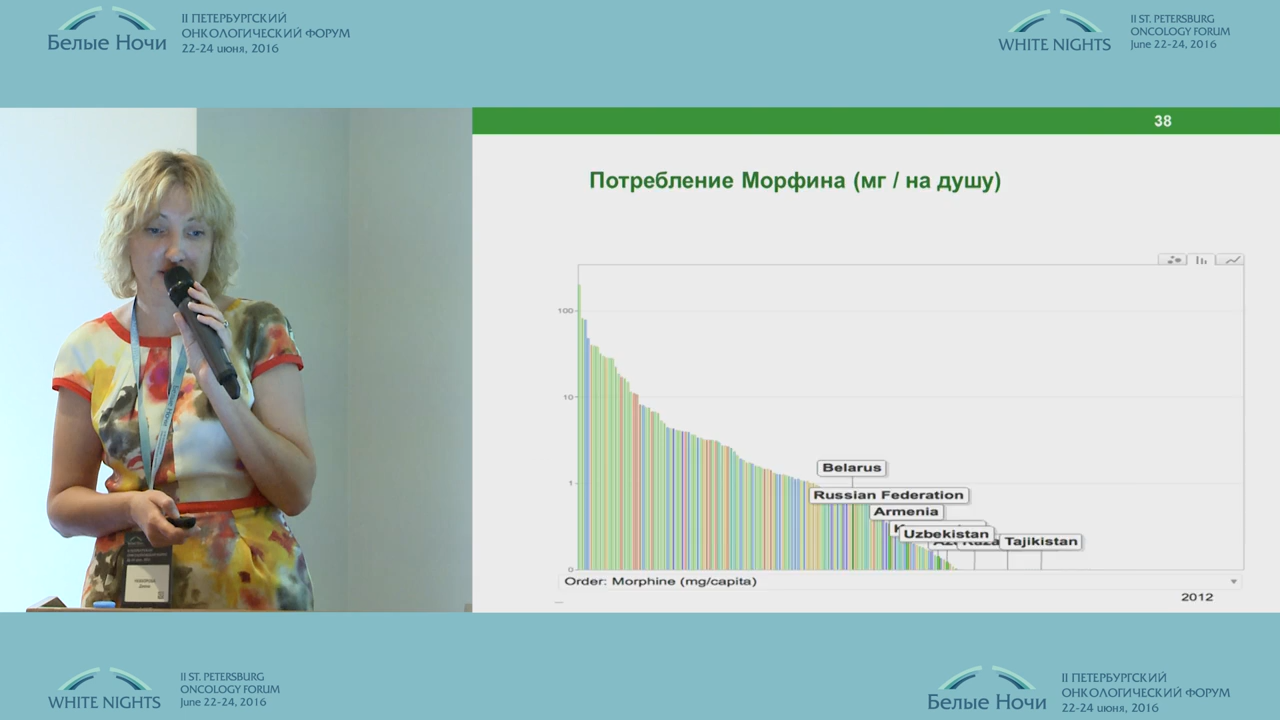 Белые Ночи
II ПЕТЕРБУРГСКИЙ
ОНКОЛОГИЧЕСКИЙ ФОРУМ
22-24 июня, 2016
WHITE NIGHTS
II ST. PETERSBURG
ONCOLOGY FORUM
June 22-24, 2016
38
Потребление Морфина (мг / на душу)
100
10
1
0
Belarus
Russian Federation
Armenia
Uzbekistan
Tajikistan
Order: Morphine (mg/capita)
2012
WHITE NIGHTS
II ST. PETERSBURG
ONCOLOGY FORUM
June 22-24, 2016
Белые Ночи
II ПЕТЕРБУРГСКИЙ
ОНКОЛОГИЧЕСКИЙ ФОРУМ
22-24 июня, 2016